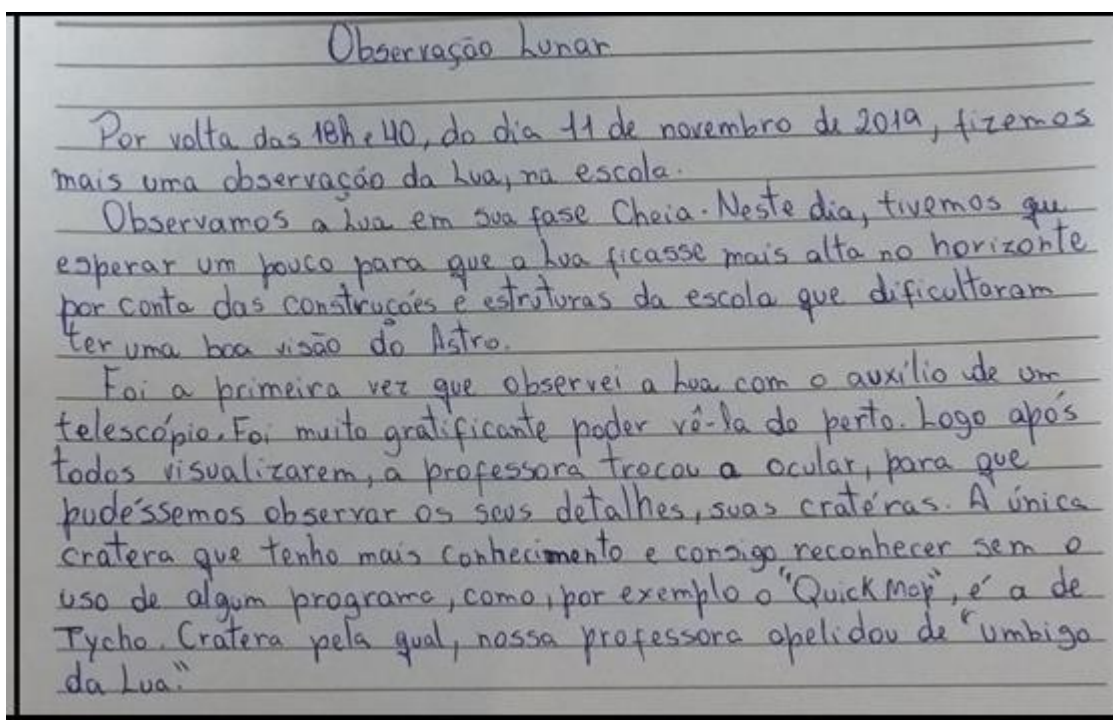 Observação Lunar
Por volta das 18h e 40, do dia 11 de novembro de 2019, fizemos
mais uma observação da Lua, na escola.
Observamos a Lua em sua fase Cheia. Neste dia, tivemos que
esperar um pouco para que a Lua ficasse mais alta no horizonte
por conta das construções e estruturas da escola que dificultaram
ter uma boa visão do Astro.
Foi a primeira vez que observei a Lua com o auxílio de um
telescópio. Foi muito gratificante poder vê-la do perto. Logo após
todos visualizarem, a professora trocou a ocular, para que
pudéssemos observar os seus detalhes, suas cratéras. A única
cratera que tenho mais conhecimento e consigo reconhecer sem o
uso de algum programa, como, por exemplo o "Quick Map", é a de
Tycho. Cratera pela qual, nossa professora apelidou de "umbigo
da Lua."